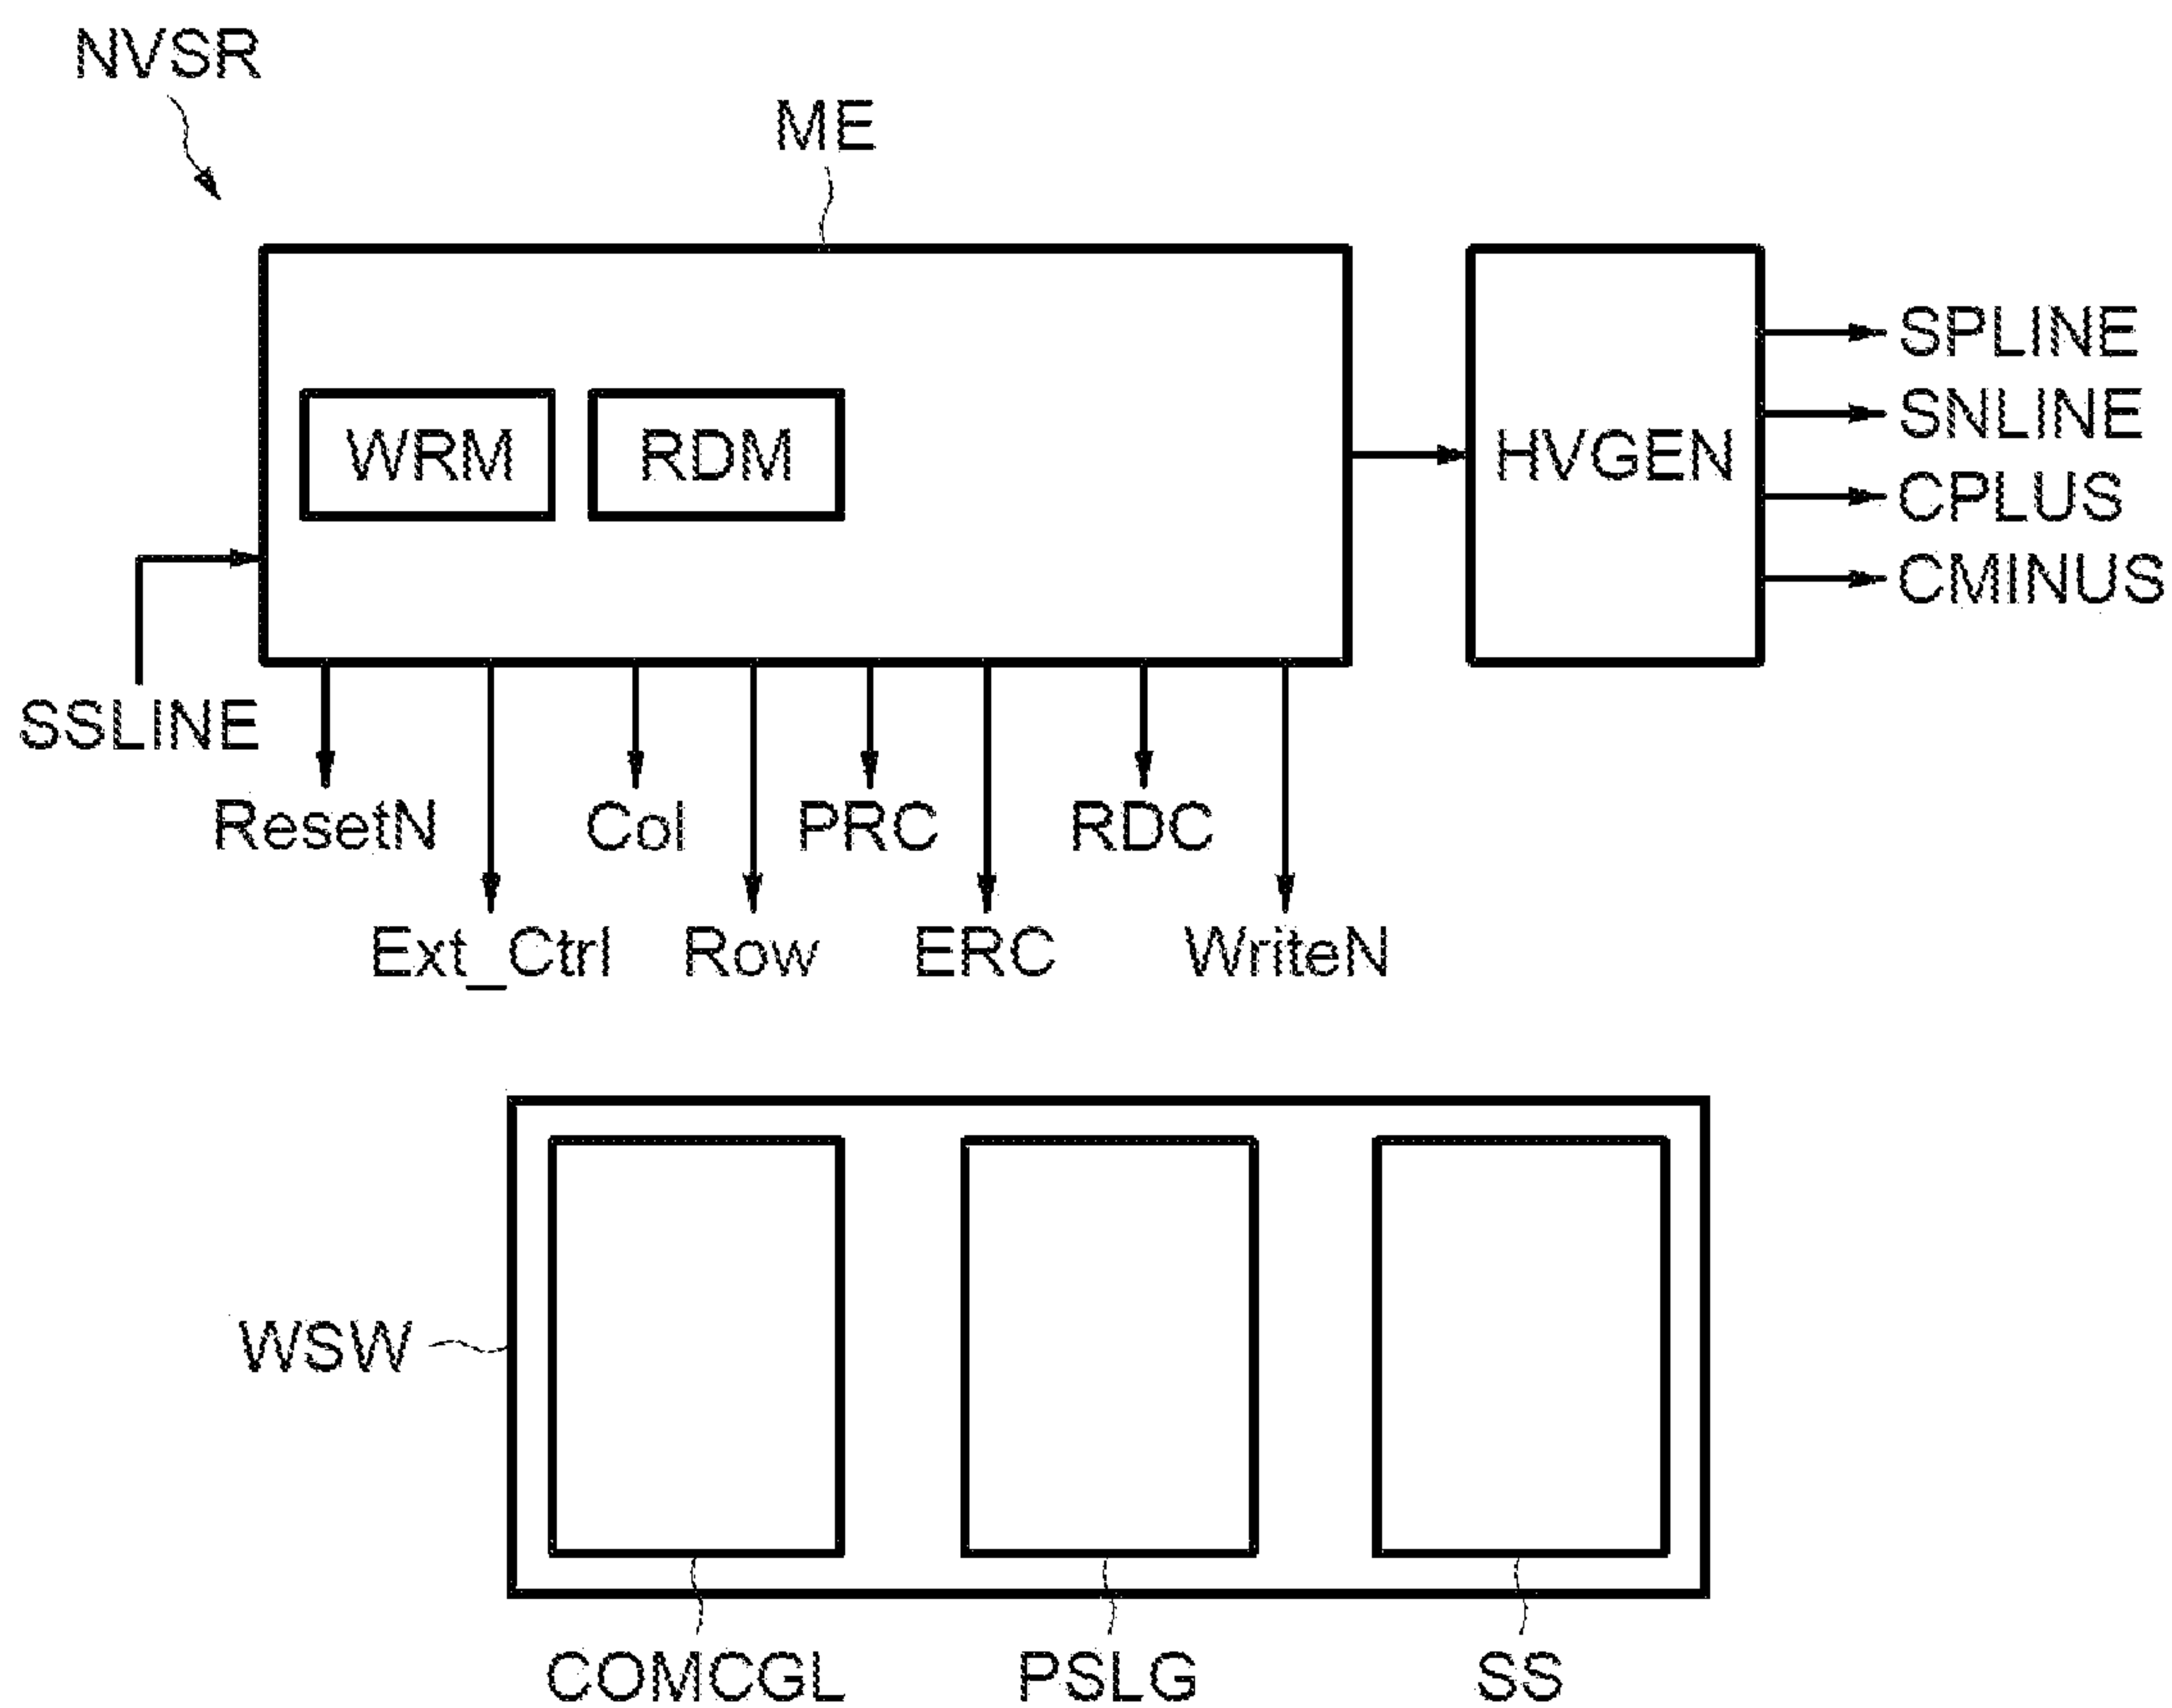 NVSR
ME
SPLINE
SNLINE
WRM RDM HVGEN
CPLUS
CMINUS
SSLINE
ResetN Col PRC RDC
Ext_Ctrl Row ERC WriteN
WSW
COMCGL PSLG SS